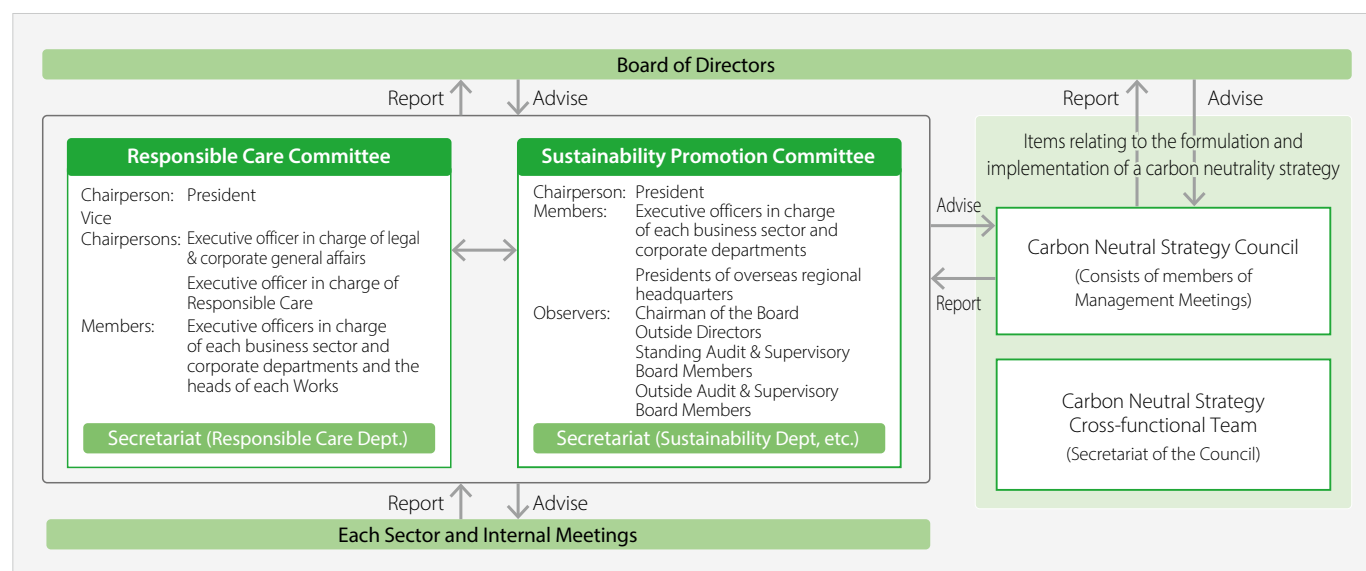 Board of Directors
Report
Advise
Report
Advise
Responsible Care Committee
Chairperson: President
Vice
Chairpersons: Executive officer in charge of legal
& corporate general affairs
Executive officer in charge of
Responsible Care
Members: Executive officers in charge
of each business sector and
corporate departments and the
heads of each Works
Secretariat (Responsible Care Dept.)
Sustainability Promotion Committee
Chairperson: President
Members: Executive officers in charge
of each business sector and
corporate departments
Presidents of overseas regional
headquarters
Observers: Chairman of the Board
Outside Directors
Standing Audit & Supervisory
Board Members
Outside Audit & Supervisory
Board Members
Secretariat (Sustainability Dept, etc.)
Advise
Report
Items relating to the formulation and
implementation of a carbon neutrality strategy
Carbon Neutral Strategy Council
(Consists of members of
Management Meetings)
Carbon Neutral Strategy
Cross-functional Team
(Secretariat of the Council)
Report
Advise
Each Sector and Internal Meetings